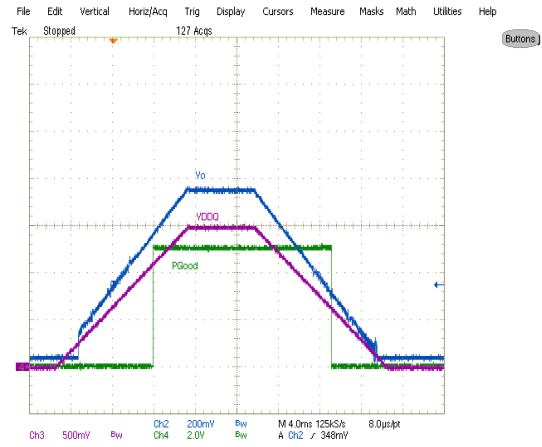 File Edit Vertical Horiz/Acq Trig Display Cursors Measure Masks Math Utilities Help
Tek Stopped 127 Acqs
Buttons
Vo
VDDQ
PGood
Ch2 200mV Bw M 4.0ms 125kS/s 8.0µs/pt
Ch3 500mV Bw Ch4 2.0V Bw A Ch2 348mV